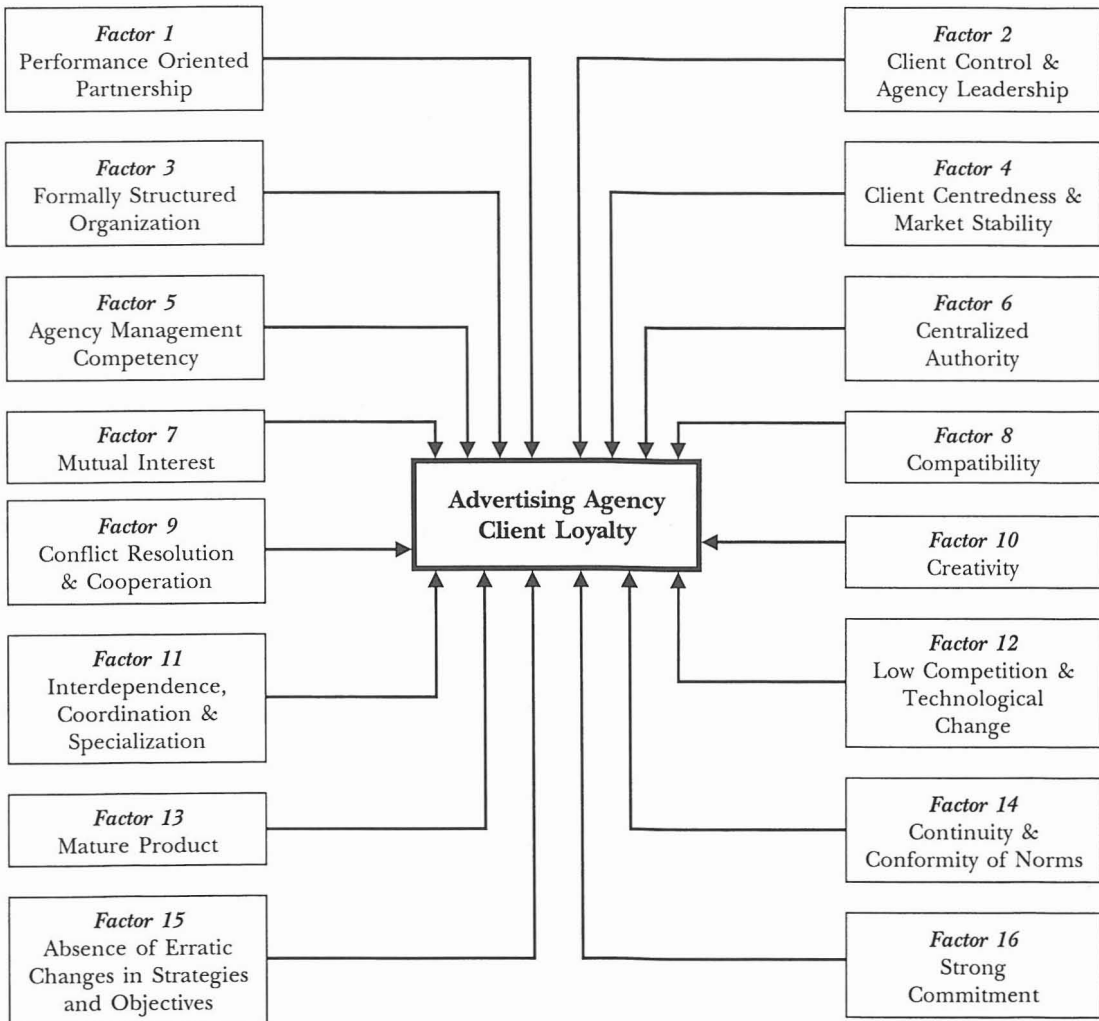 Factor 1
Performance Oriented
Partnership
Factor 2
Client Control &
Agency Leadership
Factor 3
Formally Structured
Organization
Factor 4
Client Centredness &
Market Stability
Factor 5
Agency Management
Competency
Factor 6
Centralized
Authority
Factor 7
Mutual Interest
Factor 8
Compatibility
Advertising Agency
Client Loyalty
Factor 9
Conflict Resolution
& Cooperation
Factor 10
Creativity
Factor 11
Interdependence,
Coordination &
Specialization
Factor 12
Low Competition &
Technological
Change
Factor 13
Mature Product
Factor 14
Continuity &
Conformity of Norms
Factor 15
Absence of Erratic
Changes in Strategies
and Objectives
Factor 16
Strong
Commitment